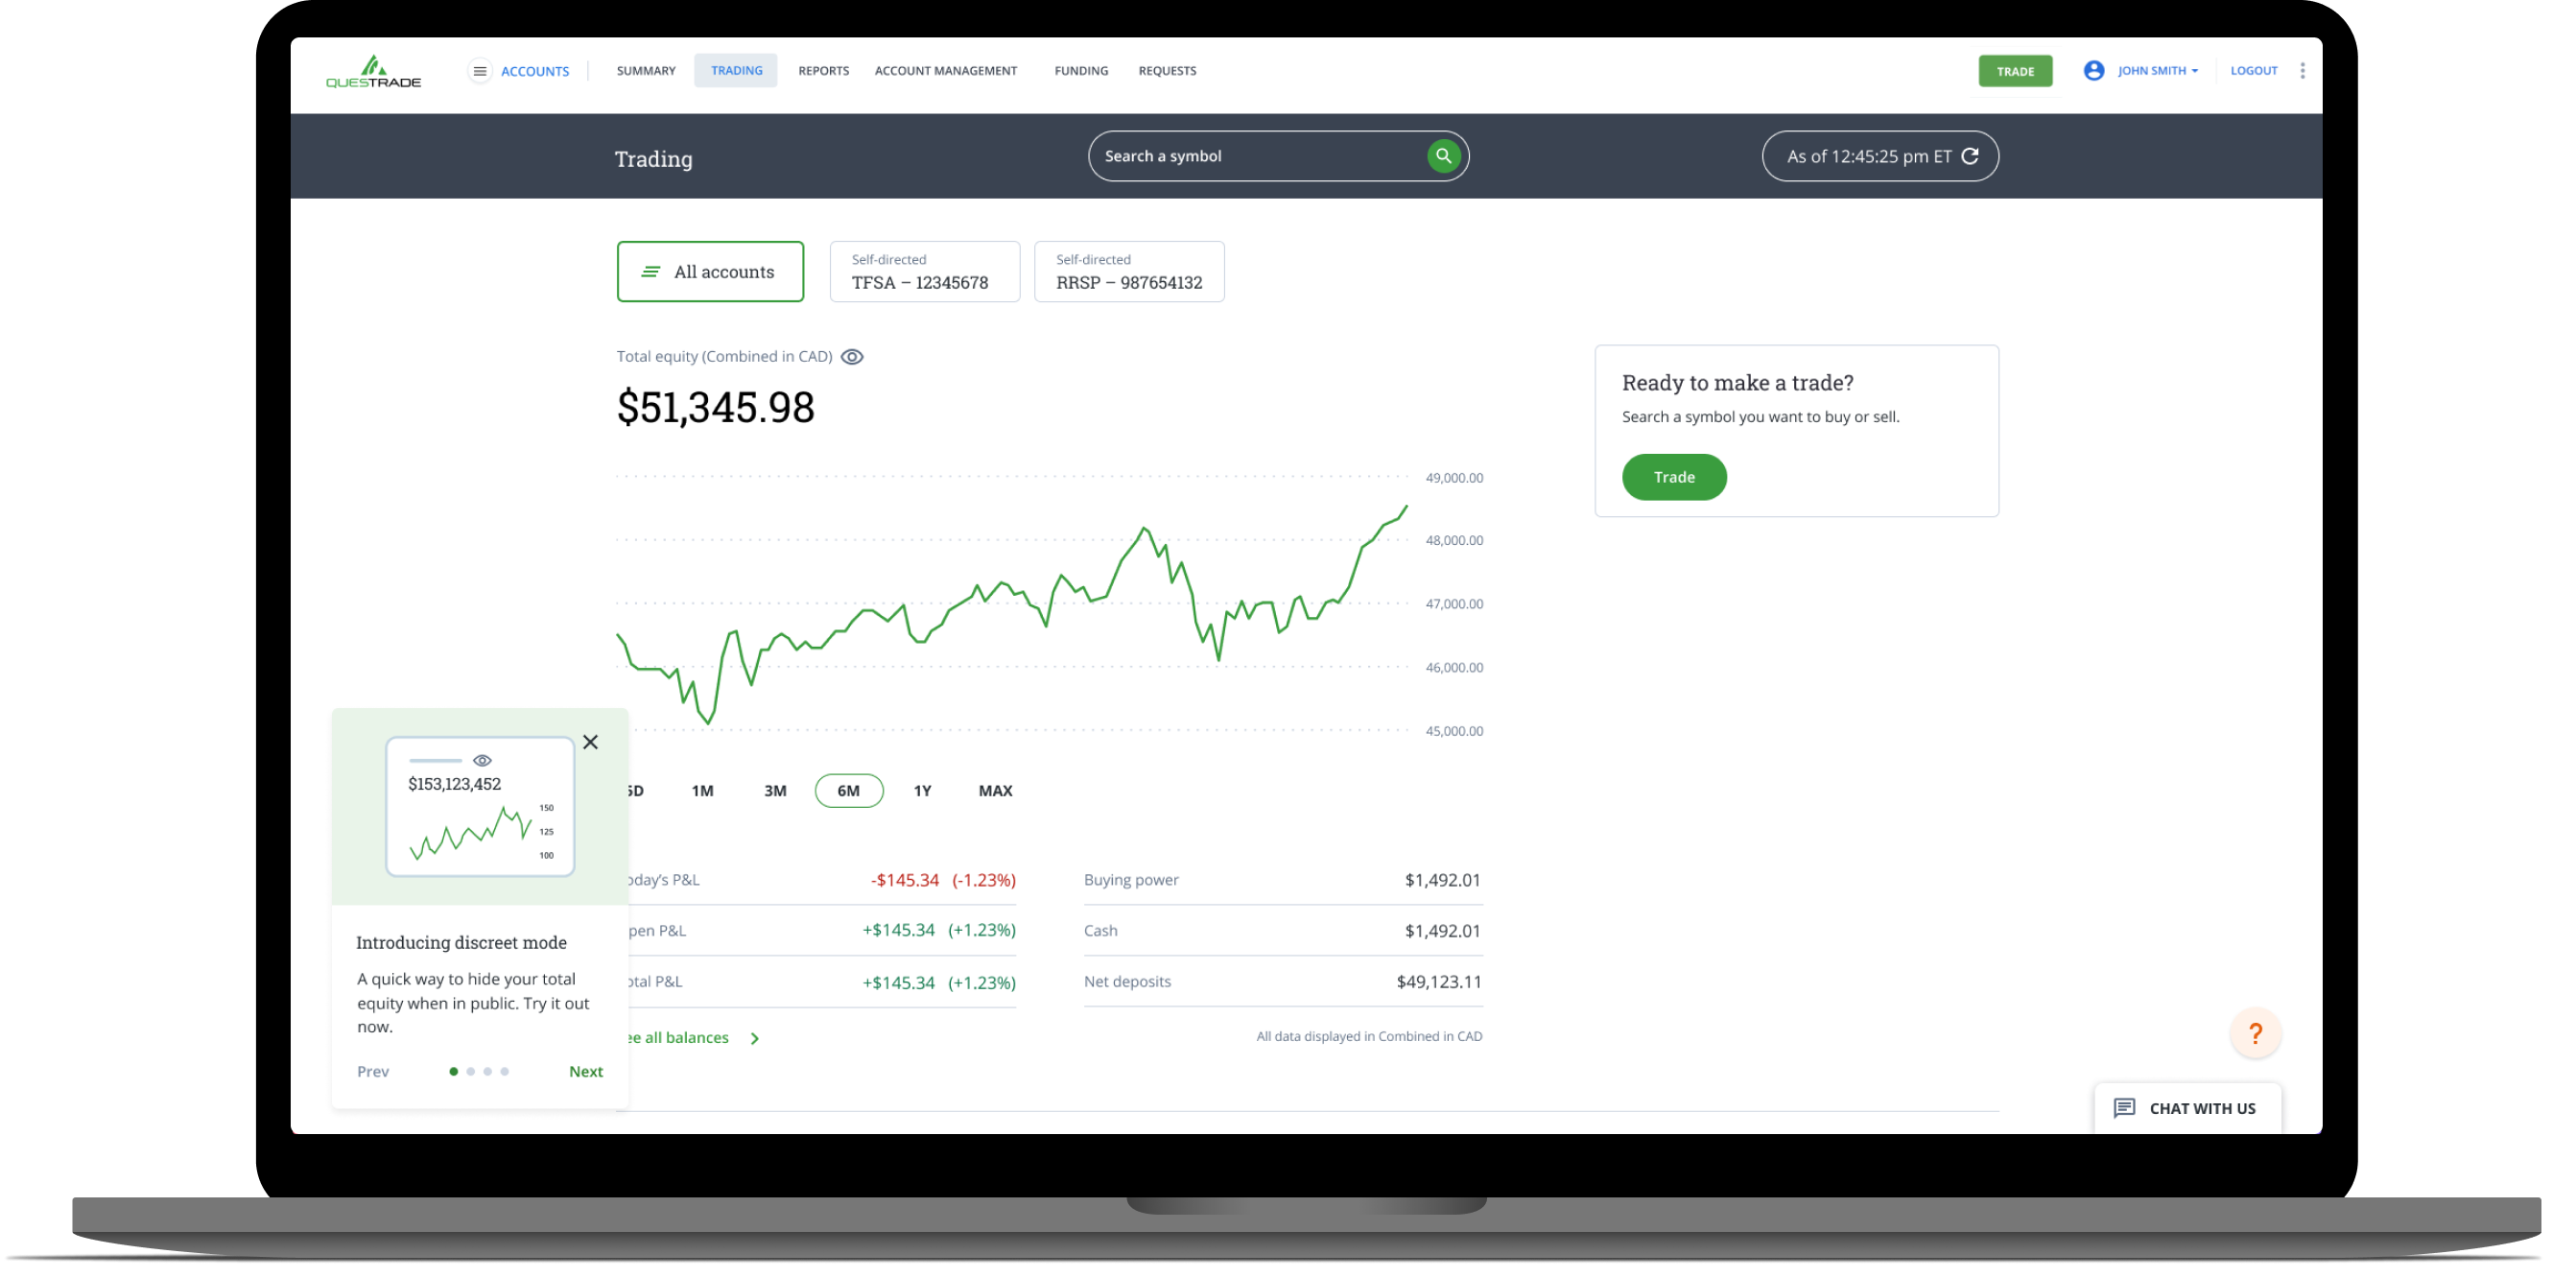 QUESTRADE
ACCOUNTS
SUMMARY
TRADING
REPORTS
ACCOUNT MANAGEMENT
FUNDING
REQUESTS
TRADE
JOHN SMITH
LOGOUT
Trading
Search a symbol
As of 12:45:25 pm ET
All accounts
Self-directed
TFSA – 12345678
Self-directed
RRSP – 987654132
Total equity (Combined in CAD)
$51,345.98
Ready to make a trade?
Search a symbol you want to buy or sell.
Trade
49,000.00
48,000.00
47,000.00
46,000.00
45,000.00
5D
1M
3M
6M
1Y
MAX
oday’s P&L
-$145.34 (-1.23%)
pen P&L
+$145.34 (+1.23%)
otal P&L
+$145.34 (+1.23%)
ee all balances
Buying power
$1,492.01
Cash
$1,492.01
Net deposits
$49,123.11
All data displayed in Combined in CAD
$153,123,452
150
125
100
Introducing discreet mode
A quick way to hide your total
equity when in public. Try it out
now.
Prev
Next
?
CHAT WITH US